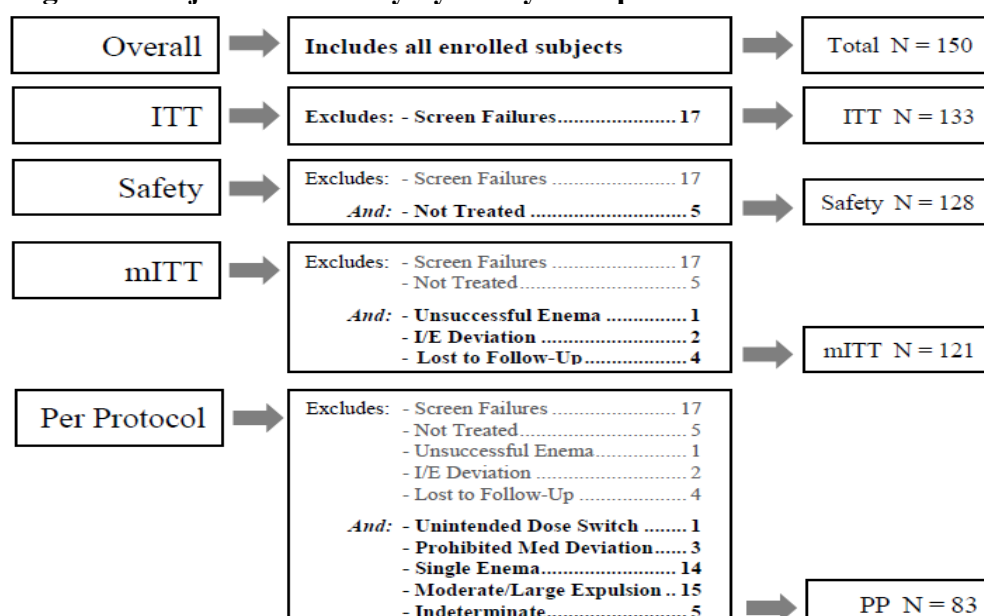 Overall
Includes all enrolled subjects
Total N = 150
ITT
Excludes: - Screen Failures......................17
ITT N = 133
Safety
Excludes: - Screen Failures ......................17
And: - Not Treated .............................5
Safety N = 128
mITT
Excludes: - Screen Failures ......................17
- Not Treated...............................5
And: - Unsuccessful Enema ...............1
- I/E Deviation ...........................2
- Lost to Follow-Up...................4
mITT N = 121
Per Protocol
Excludes: - Screen Failures ......................17
- Not Treated...............................5
- Unsuccessful Enema.................1
- I/E Deviation ............................2
- Lost to Follow-Up ....................4
And: - Unintended Dose Switch ........1
- Prohibited Med Deviation......3
- Single Enema.........................14
- Moderate/Large Expulsion ..15
- Indeterminate..........................5
PP N = 83